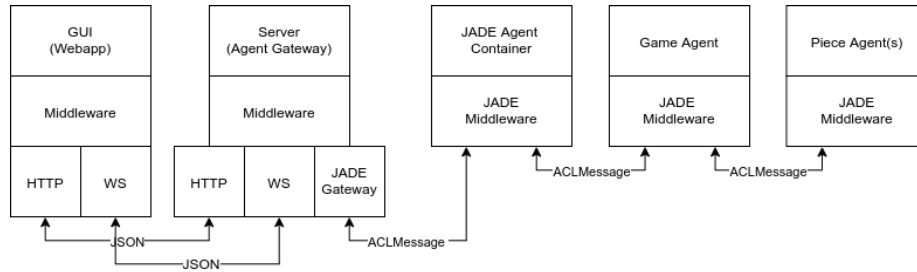 GUI
(Webapp)
Middleware
HTTP
WS
Server
(Agent Gateway)
Middleware
HTTP
WS
JADE
Gateway
JADE Agent
Container
JADE
Middleware
Game Agent
JADE
Middleware
Piece Agent(s)
JADE
Middleware
JSON
JSON
ACLMessage
ACLMessage
ACLMessage